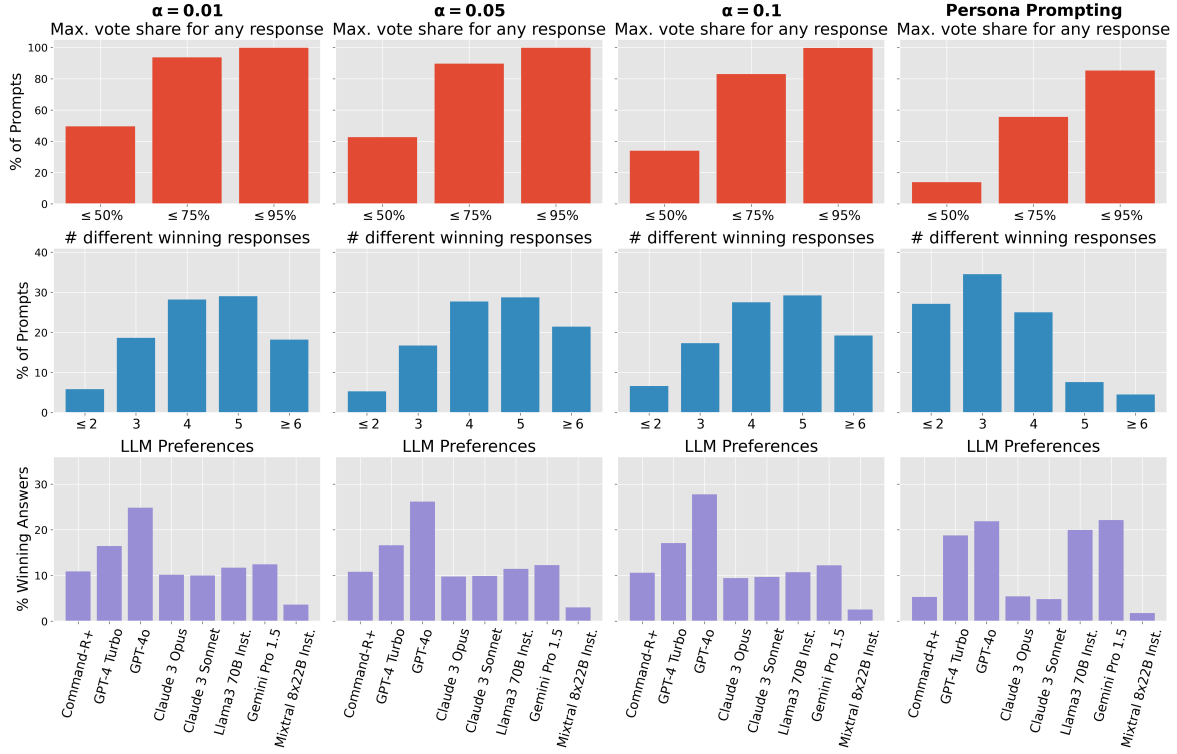 α = 0.01
Max. vote share for any response
α = 0.05
Max. vote share for any response
α = 0.1
Max. vote share for any response
Persona Prompting
Max. vote share for any response
% of Prompts
100
80
60
40
20
0
≤ 50%
≤ 75%
≤ 95%
≤ 50%
≤ 75%
≤ 95%
≤ 50%
≤ 75%
≤ 95%
≤ 50%
≤ 75%
≤ 95%
# different winning responses
# different winning responses
# different winning responses
# different winning responses
% of Prompts
40
30
20
10
0
≤ 2
3
4
5
≥ 6
≤ 2
3
4
5
≥ 6
≤ 2
3
4
5
≥ 6
≤ 2
3
4
5
≥ 6
LLM Preferences
LLM Preferences
LLM Preferences
LLM Preferences
% Winning Answers
30
20
10
0
Command-R+
GPT-4 Turbo
GPT-4o
Claude 3 Opus
Claude 3 Sonnet
Llama3 70B Inst.
Gemini Pro 1.5
Mixtral 8x22B Inst.
Command-R+
GPT-4 Turbo
GPT-4o
Claude 3 Opus
Claude 3 Sonnet
Llama3 70B Inst.
Gemini Pro 1.5
Mixtral 8x22B Inst.
Command-R+
GPT-4 Turbo
GPT-4o
Claude 3 Opus
Claude 3 Sonnet
Llama3 70B Inst.
Gemini Pro 1.5
Mixtral 8x22B Inst.
Command-R+
GPT-4 Turbo
GPT-4o
Claude 3 Opus
Claude 3 Sonnet
Llama3 70B Inst.
Gemini Pro 1.5
Mixtral 8x22B Inst.